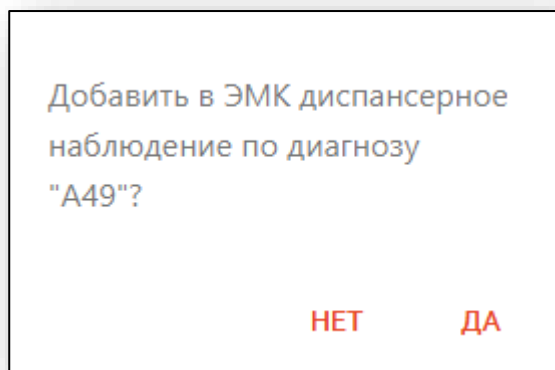 Добавить в ЭМК диспансерное
наблюдение по диагнозу
"A49"?
НЕТ ДА